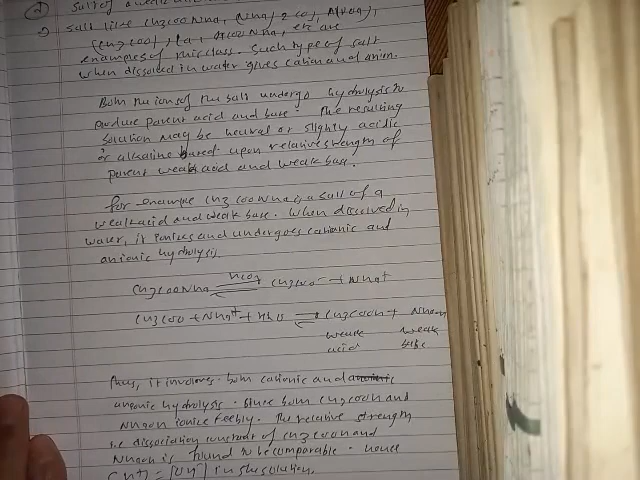 d) salt of a weak
→ salt like CH3COONH4, (NH4)2CO3,
(CH3COO), HCOONH4, etc are
examples of this class. Such type of salt
when dissolved in water gives cation and anion.
Both the ions of the salt undergo hydrolysis to
produce parent acid and base. The resulting
solution may be neutral or slighty acidic
or alkaline based upon relative strength of
parent weak acid and weak base.
for example CH3COONH4 is a salt of a
weak acid and weak base. When dissolved in
water, it ionizes and undergoes cationic and
anionic hydrolysis.
CH3COONH4 ⇌ CH3COO- + NH4+
CH3COO + NH4+ + H2O ⇌ CH3COOH + NH4OH
weak weak
acid base
Thus, it involves both cationic and
anionic hydrolysis. Since both CH3COOH and
NH4OH ionize feebly. The relative strength
i.e dissociation constant of CH3COOH and
NH4OH is found to be comparable. hence
[H+] = [OH-] in the solution.